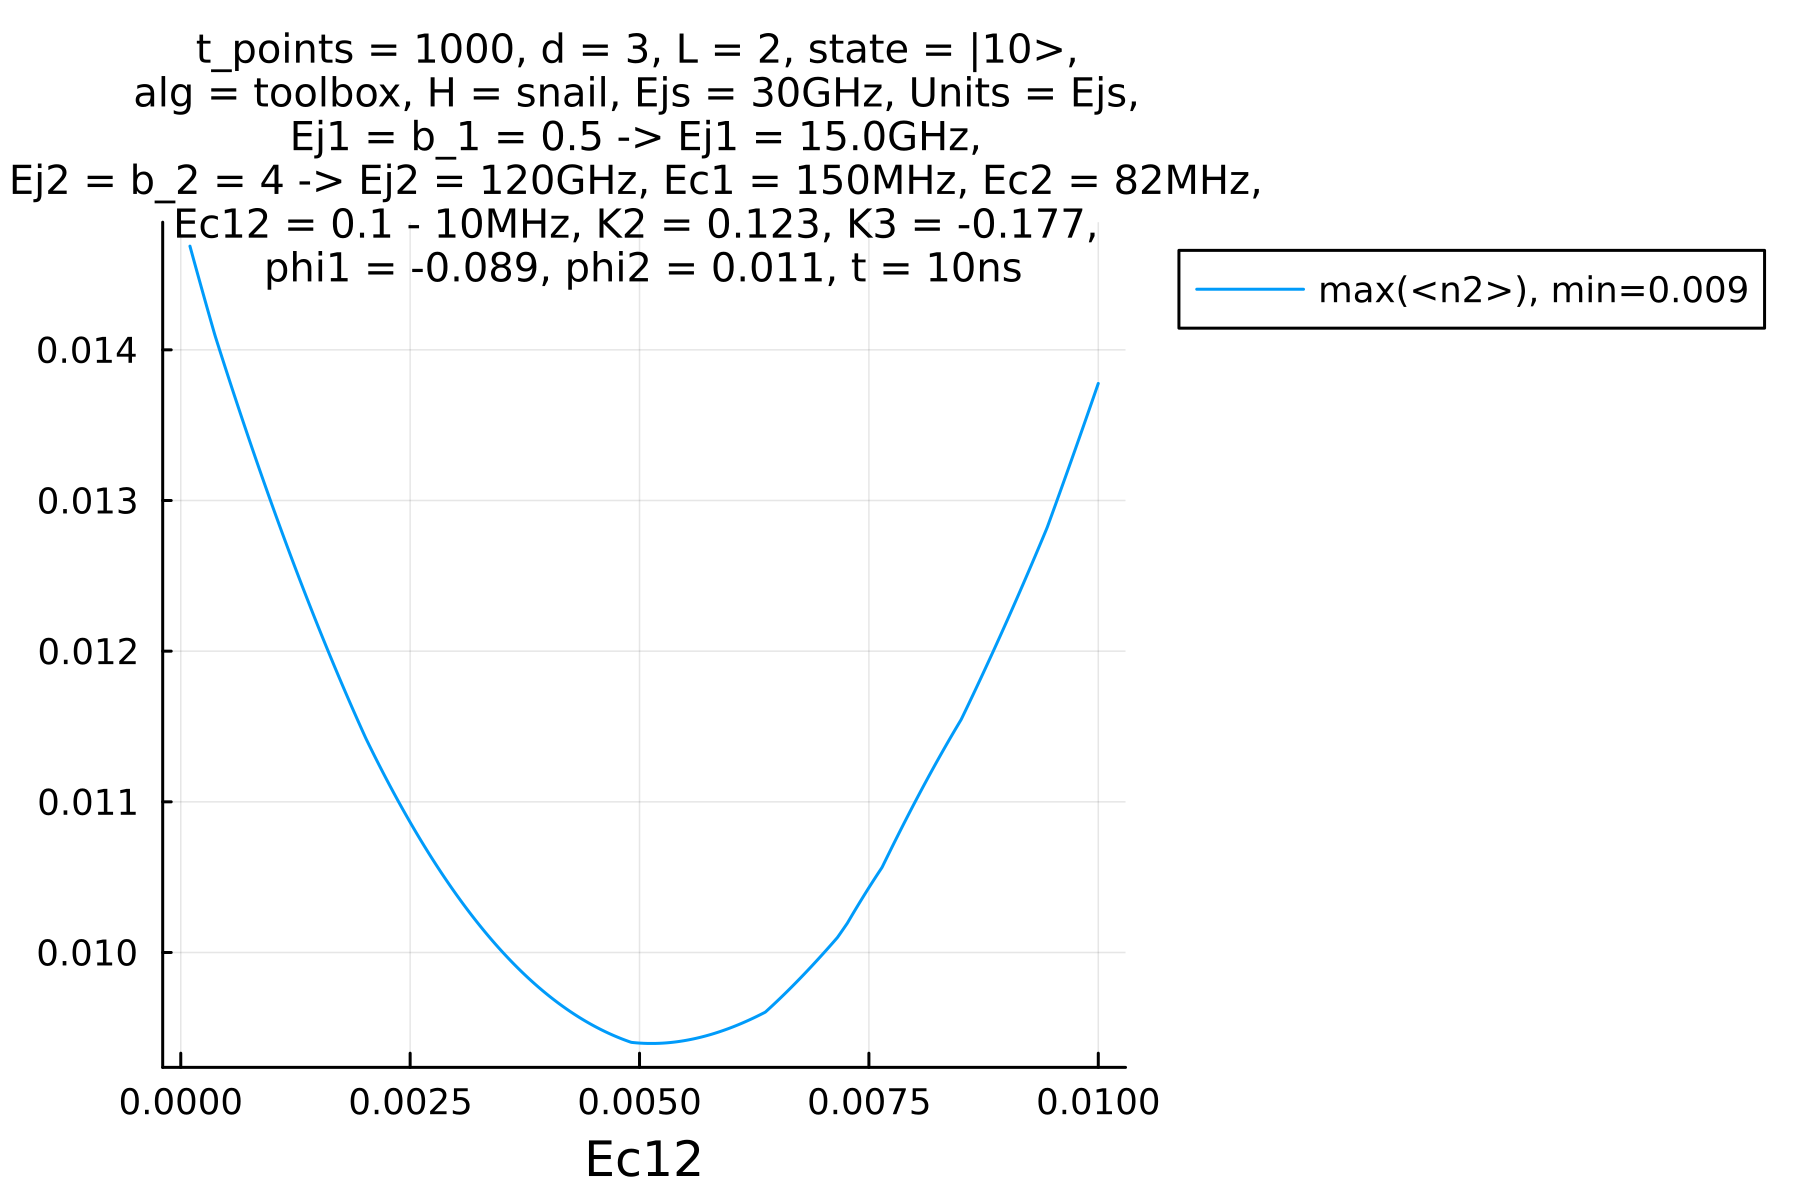 t_points = 1000, d = 3, L = 2, state = |10>,
alg = toolbox, H = snail, Ejs = 30GHz, Units = Ejs,
Ej1 = b_1 = 0.5 -> Ej1 = 15.0GHz,
Ej2 = b_2 = 4 -> Ej2 = 120GHz, Ec1 = 150MHz, Ec2 = 82MHz,
Ec12 = 0.1 - 10MHz, K2 = 0.123, K3 = -0.177,
phi1 = -0.089, phi2 = 0.011, t = 10ns
max(<n2>), min=0.009
0.014
0.013
0.012
0.011
0.010
0.0000 0.0025 0.0050 0.0075 0.0100
Ec12